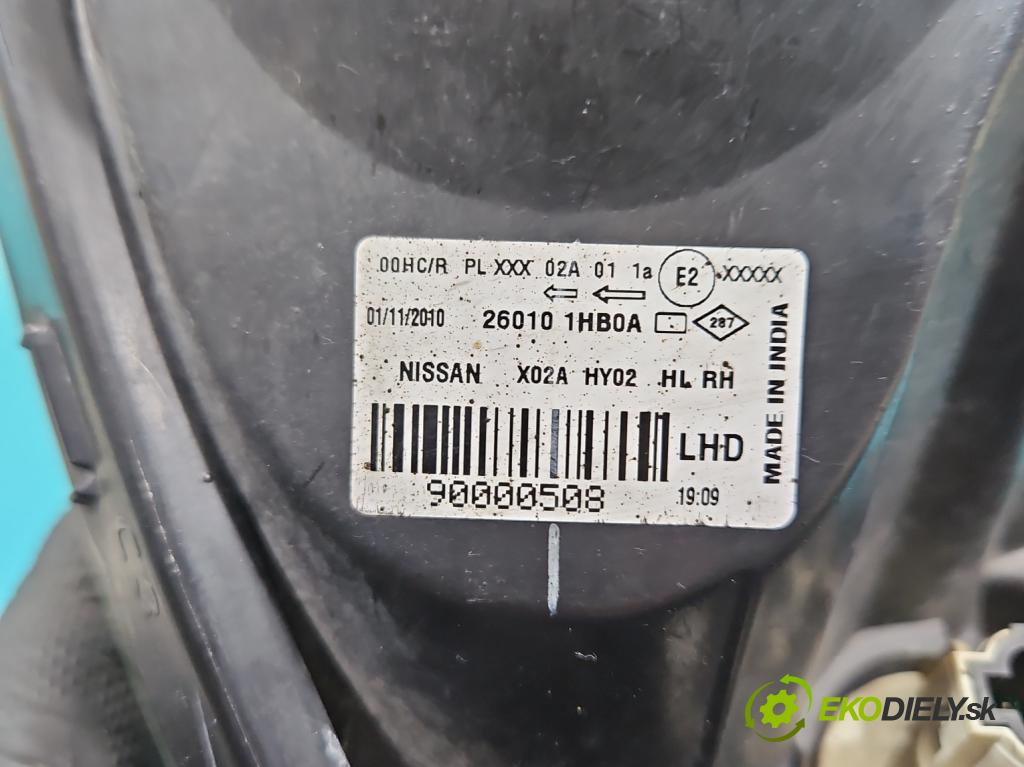 00HC/R PL XXX 02A 01 1a E2 XXXXX
01/11/2010 26010 1HB0A 287
NISSAN X02A HY02 HL RH
LHD
90000508 19:09
MADE IN INDIA
EKODIELY.sk